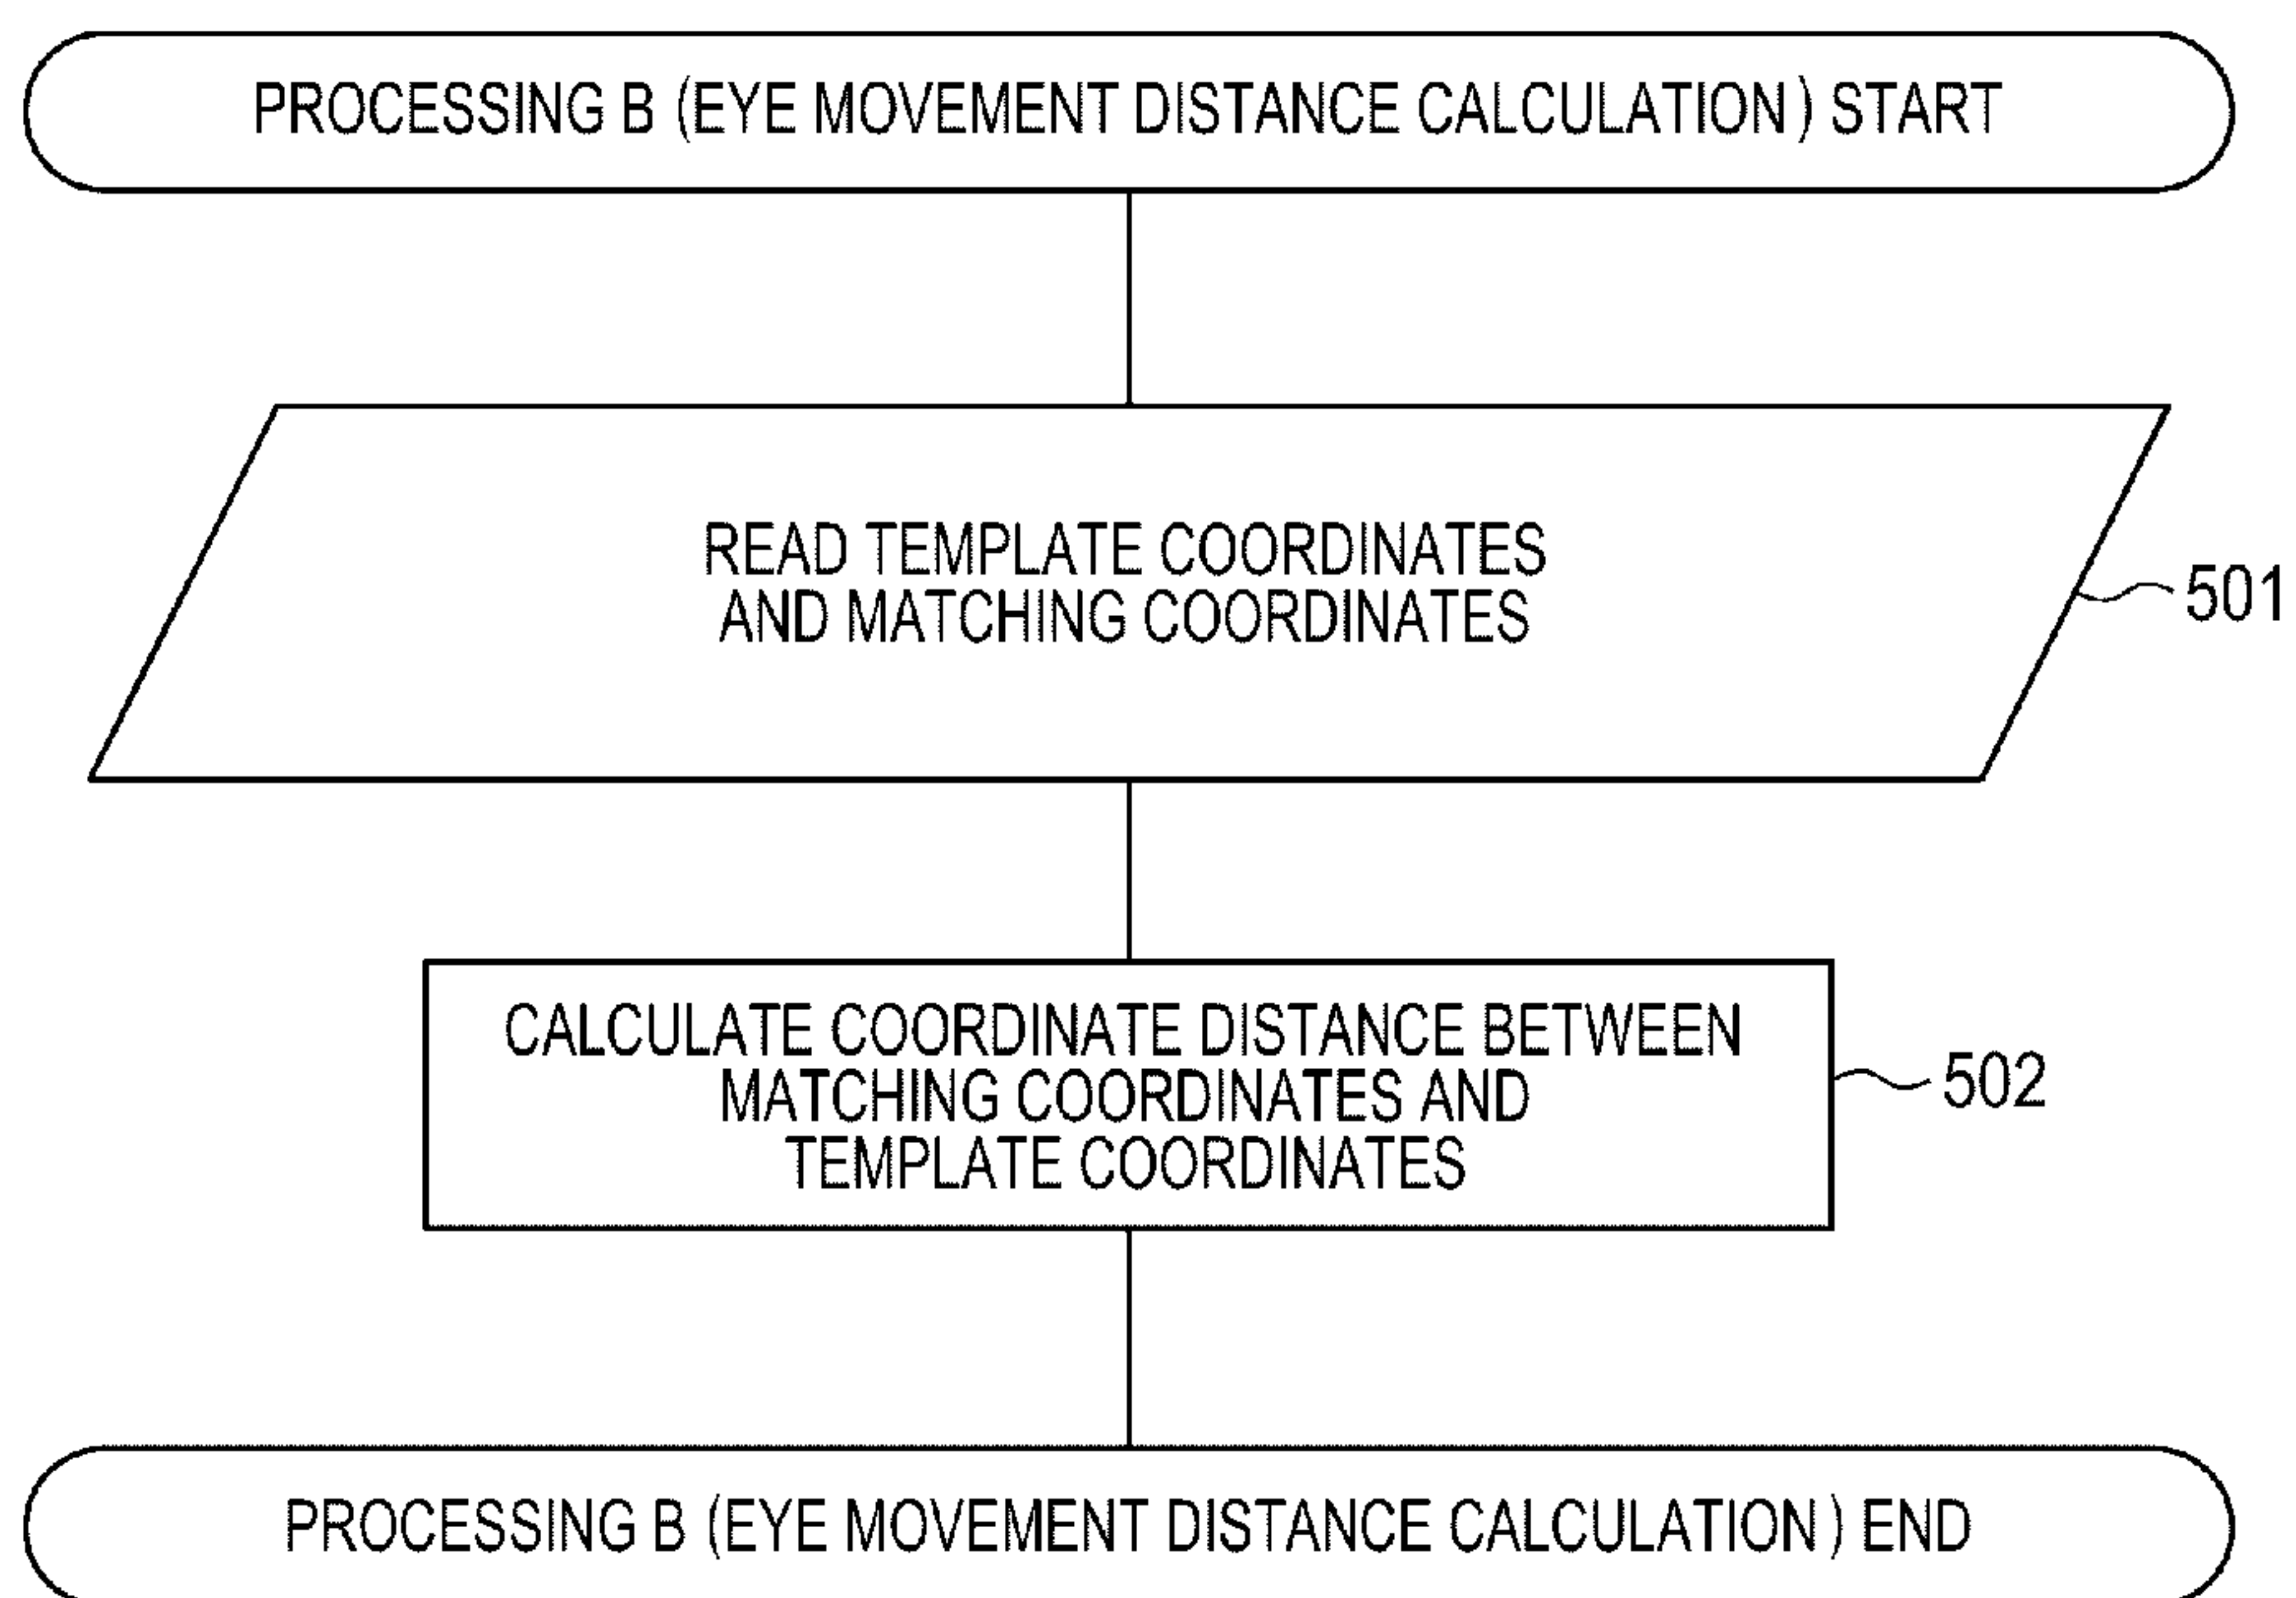 PROCESSING B (EYE MOVEMENT DISTANCE CALCULATION) START
READ TEMPLATE COORDINATES
AND MATCHING COORDINATES
501
CALCULATE COORDINATE DISTANCE BETWEEN
MATCHING COORDINATES AND
TEMPLATE COORDINATES
502
PROCESSING B (EYE MOVEMENT DISTANCE CALCULATION) END